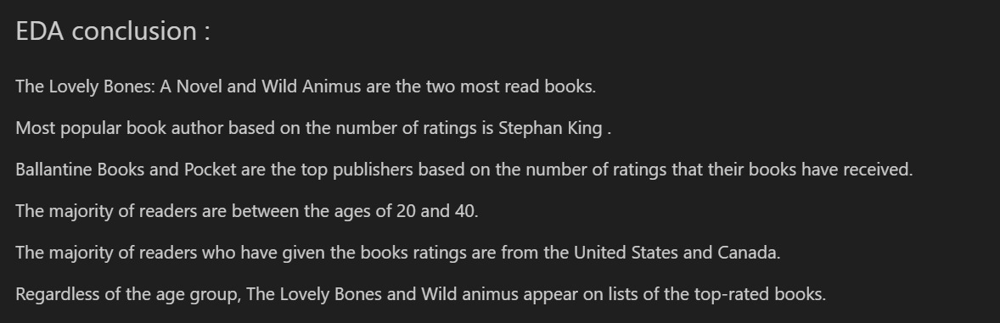 EDA conclusion :
The Lovely Bones: A Novel and Wild Animus are the two most read books.
Most popular book author based on the number of ratings is Stephan King .
Ballantine Books and Pocket are the top publishers based on the number of ratings that their books have received.
The majority of readers are between the ages of 20 and 40.
The majority of readers who have given the books ratings are from the United States and Canada.
Regardless of the age group, The Lovely Bones and Wild animus appear on lists of the top-rated books.